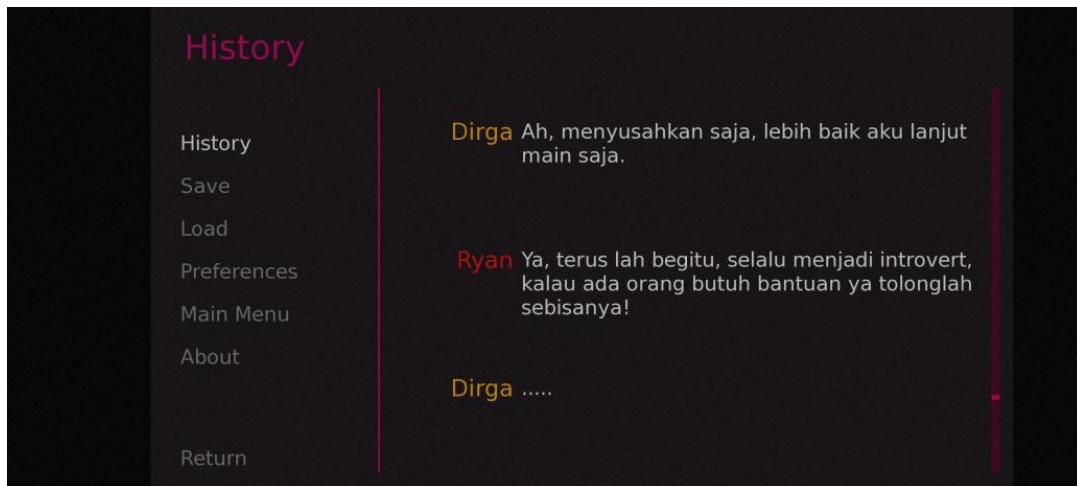 History
History
Save
Load
Preferences
Main Menu
About
Return
Dirga Ah, menyusahkan saja, lebih baik aku lanjut
main saja.
Ryan Ya, terus lah begitu, selalu menjadi introvert,
kalau ada orang butuh bantuan ya tolonglah
sebisanya!
Dirga .....